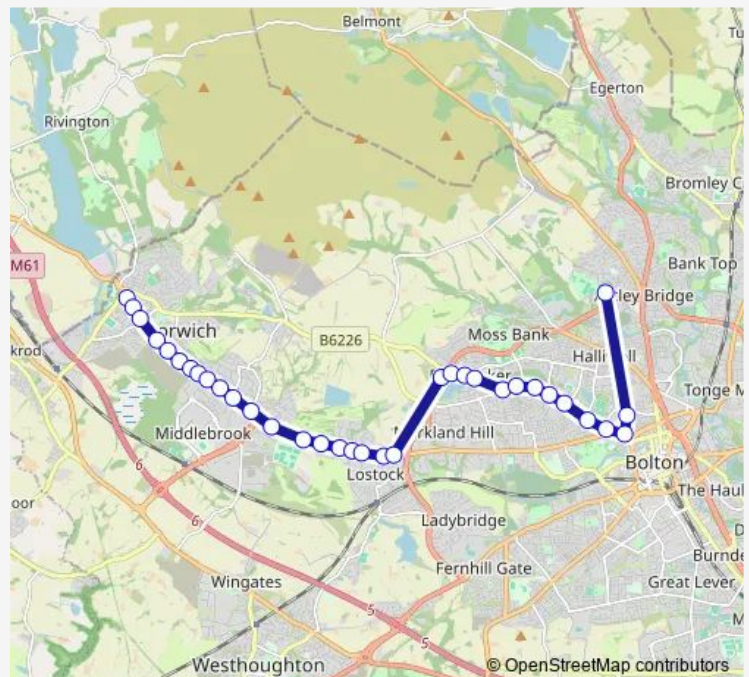 Belmont
Tu
Egerton
Rivington
Bromley C
M61
Bank Top
ley Bridge
orwich
B6226
Moss Bank
Halli ell
krod
ker
Tonge M
rkland Hill
6
Middlebrook
Bolton
Lostock
The Haul
oor
6
Ladybridge
Fernhill Gate
Burnde
Wingates
Great Lever
5
5
M
Westhoughton
© OpenStreetMap contributors